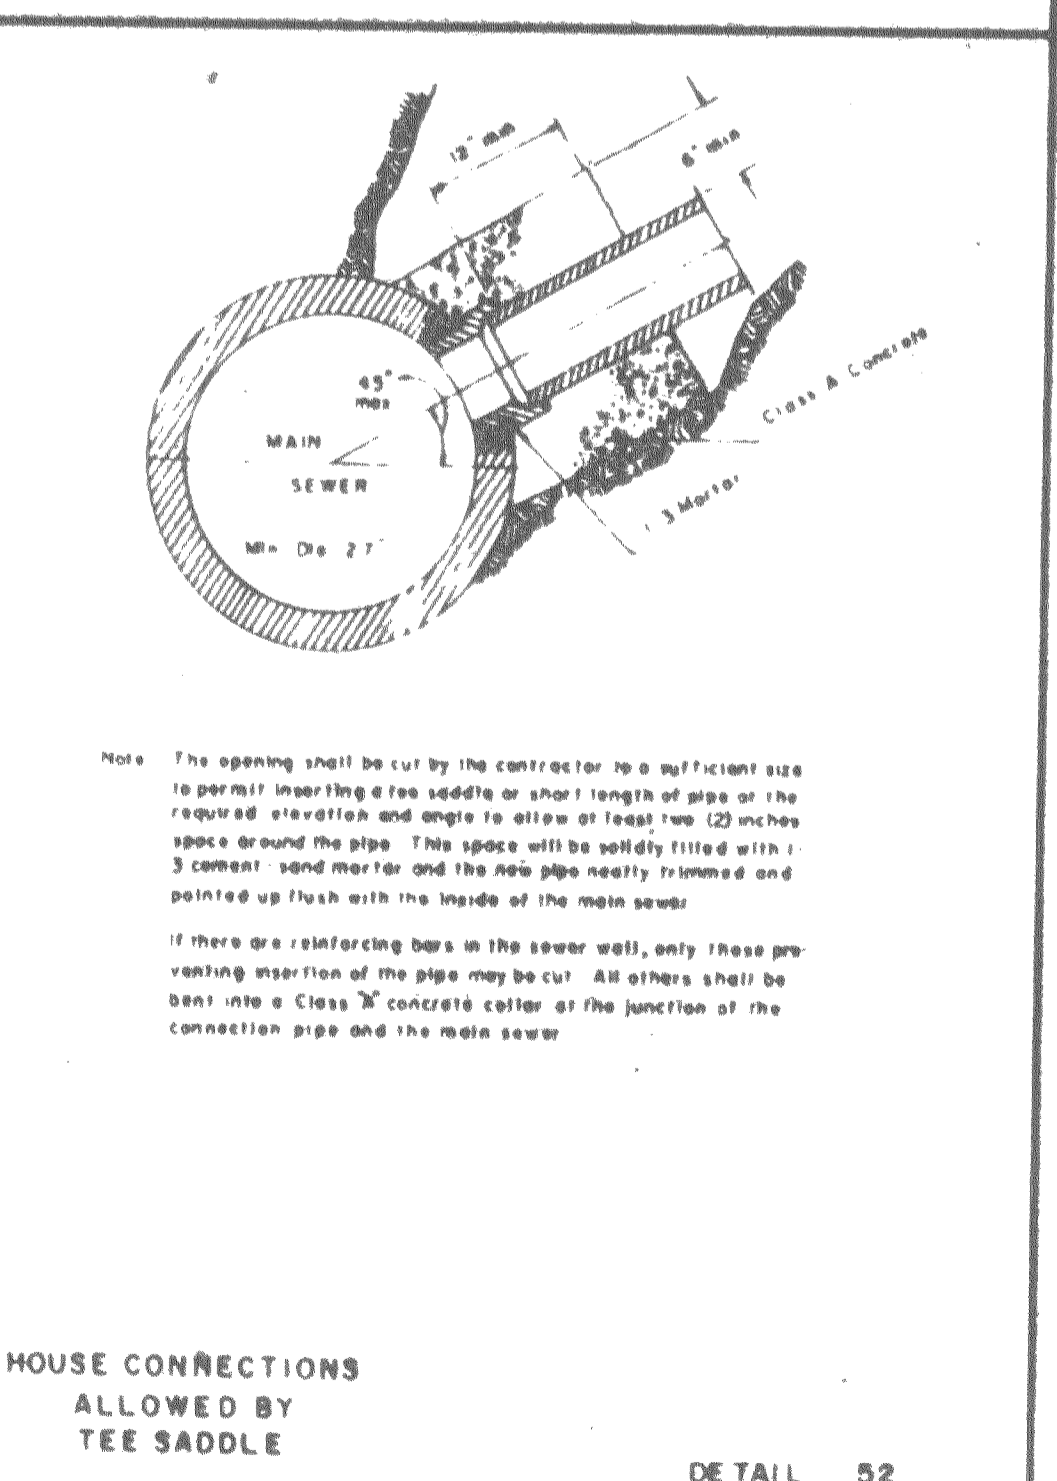 12" min
6" min
45°
max
MAIN
SEWER
Min Dia 27"
Class A Concrete
1 3 Mortar
Note The opening shall be cut by the contractor to a sufficient size
to permit inserting a tee saddle or short length of pipe at the
required elevation and angle to allow at least two (2) inches
space around the pipe This space will be solidly filled with 1-
3 cement - sand mortar and the new pipe neatly trimmed and
pointed up flush with the inside of the main sewer
If there are reinforcing bars in the sewer wall, only those pre-
venting insertion of the pipe may be cut All others shall be
bent into a Class "A" concrete collar at the junction of the
connection pipe and the main sewer
HOUSE CONNECTIONS
ALLOWED BY
TEE SADDLE
DETAIL 52